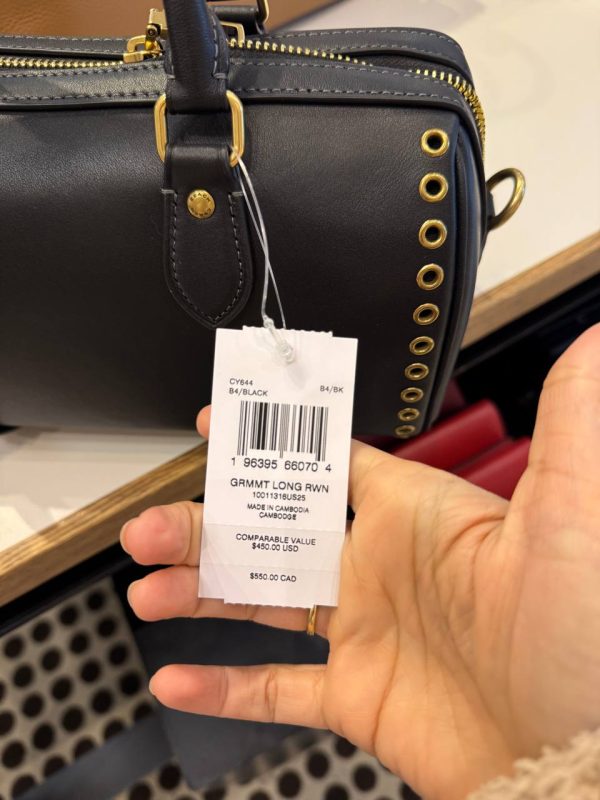 COACH
CY644
B4/BLACK B4/BK
1 96395 66070 4
GRMMT LONG RWN
10011316US25
MADE IN CAMBODIA
CAMBODGE
COMPARABLE VALUE
$450.00 USD
$550.00 CAD